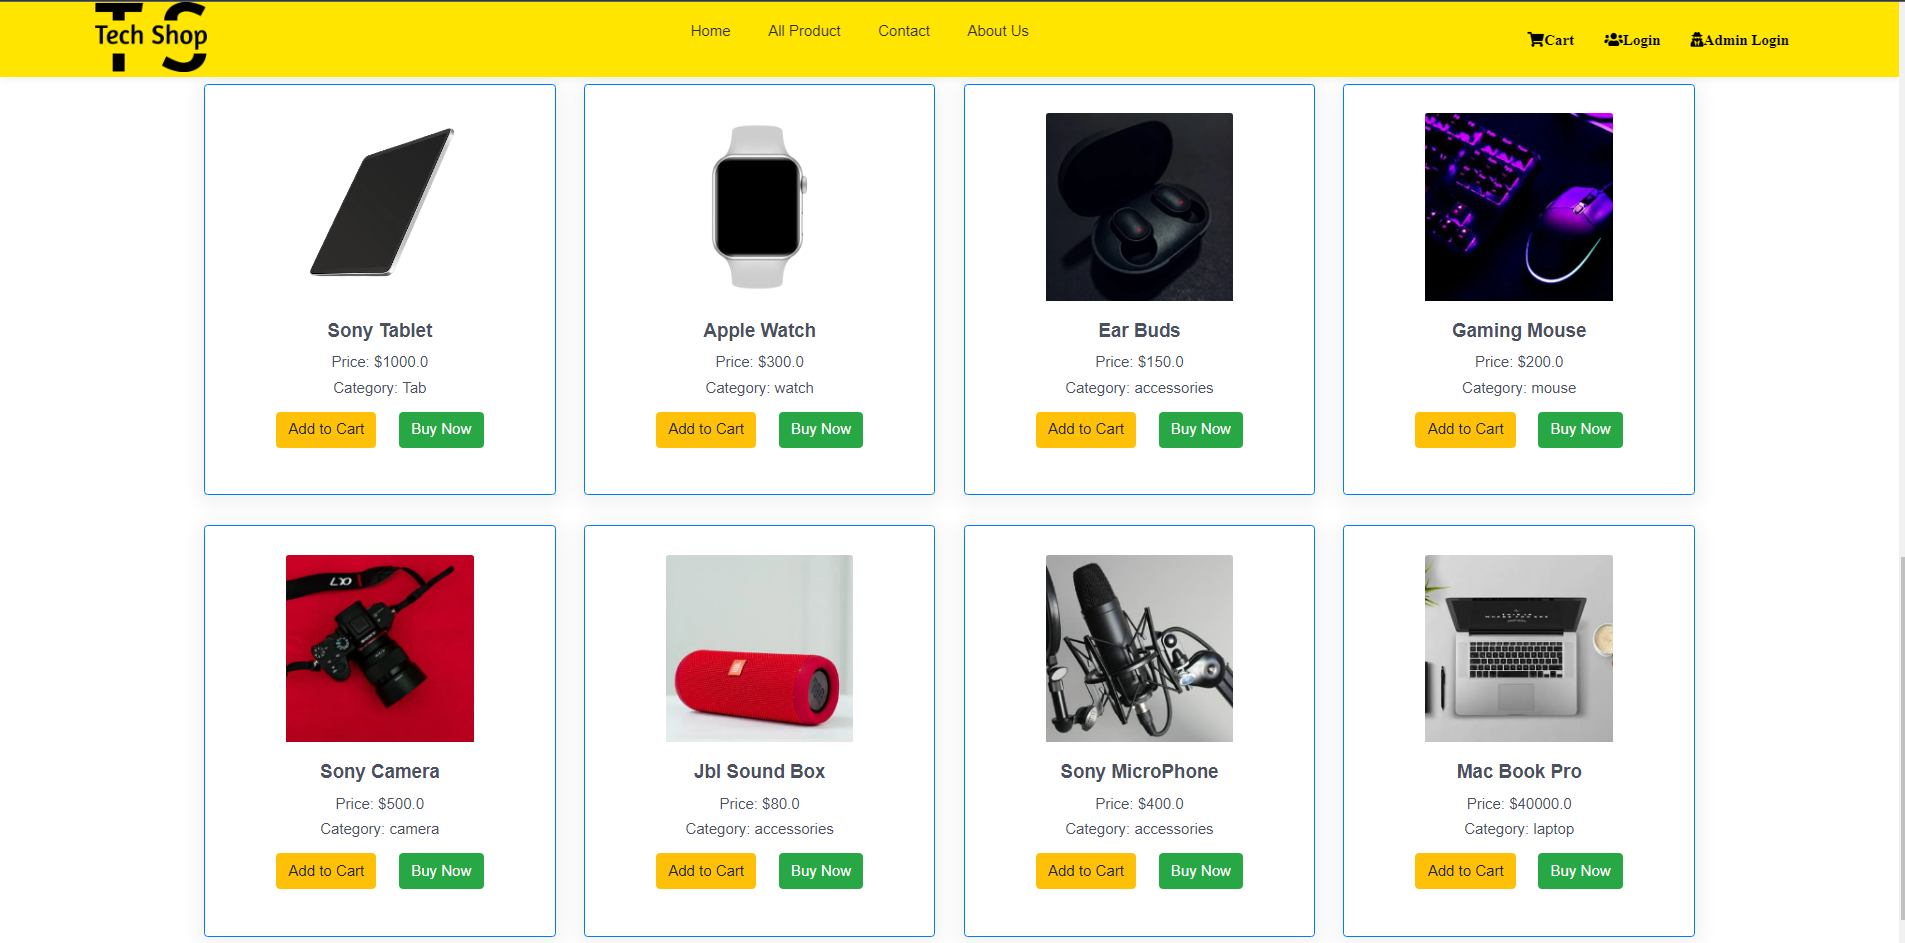 Tech Shop
TS
Home
All Product
Contact
About Us
Cart
Login
Admin Login
Sony Tablet
Price: $1000.0
Category: Tab
Add to Cart
Buy Now
Apple Watch
Price: $300.0
Category: watch
Add to Cart
Buy Now
Ear Buds
Price: $150.0
Category: accessories
Add to Cart
Buy Now
Gaming Mouse
Price: $200.0
Category: mouse
Add to Cart
Buy Now
α7
SONY
Sony Camera
Price: $500.0
Category: camera
Add to Cart
Buy Now
Jbl Sound Box
Price: $80.0
Category: accessories
Add to Cart
Buy Now
Sony MicroPhone
Price: $400.0
Category: accessories
Add to Cart
Buy Now
Mac Book Pro
Price: $40000.0
Category: laptop
Add to Cart
Buy Now